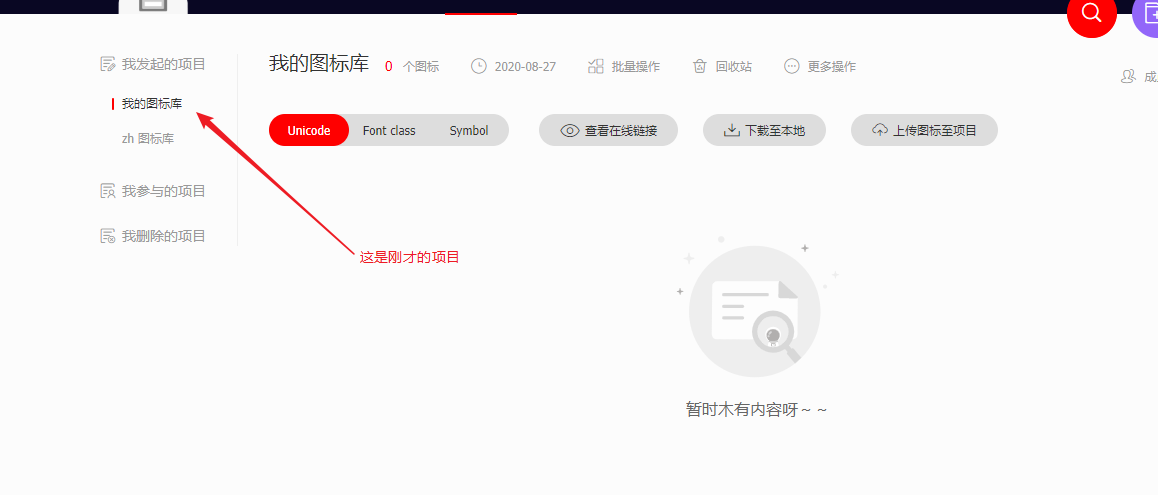 我发起的项目
我的图标库
zh 图标库
我参与的项目
我删除的项目
我的图标库 0 个图标 2020-08-27 批量操作 回收站 更多操作
成
Unicode Font class Symbol 查看在线链接 下载至本地 上传图标至项目
这是刚才的项目
暂时木有内容呀~ ~